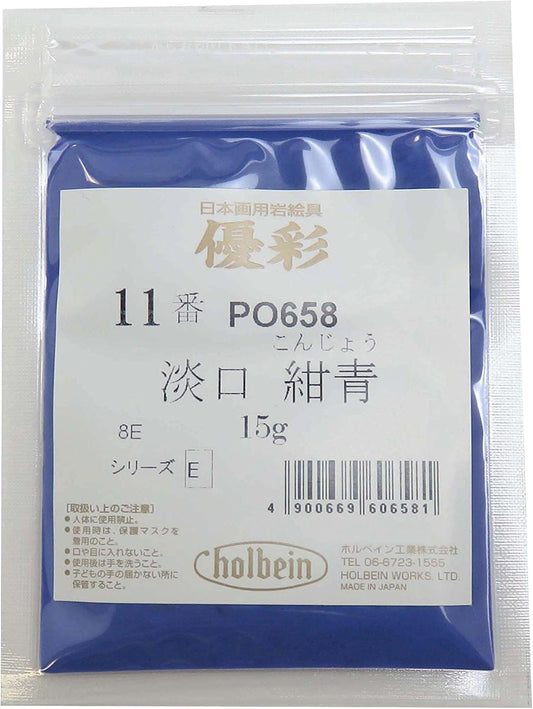 日本画用岩絵具
優彩
11番 PO658
こんじょう
淡口 紺青
8E 15g
シリーズ E
4 900669 606581
[取扱い上のご注意]
●人体に使用禁止。
●使用時は、保護マスクを
着用のこと。
●口や目に入れないこと。
●使用後は手を洗うこと。
●子どもの手の届かない所に
保管すること。
holbein
ホルベイン工業株式会社
TEL 06-6723-1555
HOLBEIN WORKS. LTD.
MADE IN JAPAN